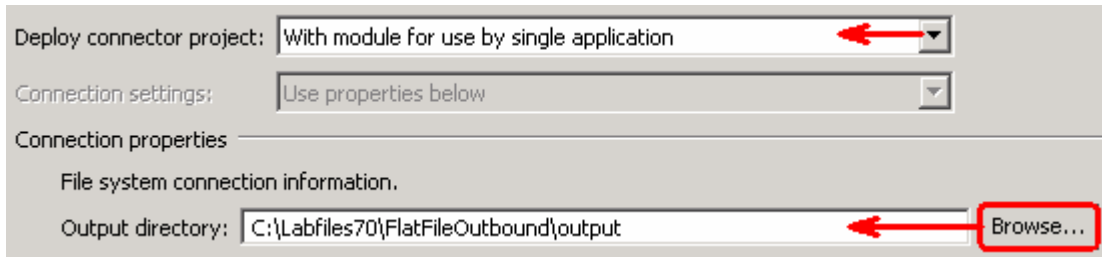 Deploy connector project: With module for use by single application
Connection settings: Use properties below
Connection properties
File system connection information.
Output directory: C:\Labfiles70\FlatFileOutbound\output Browse...